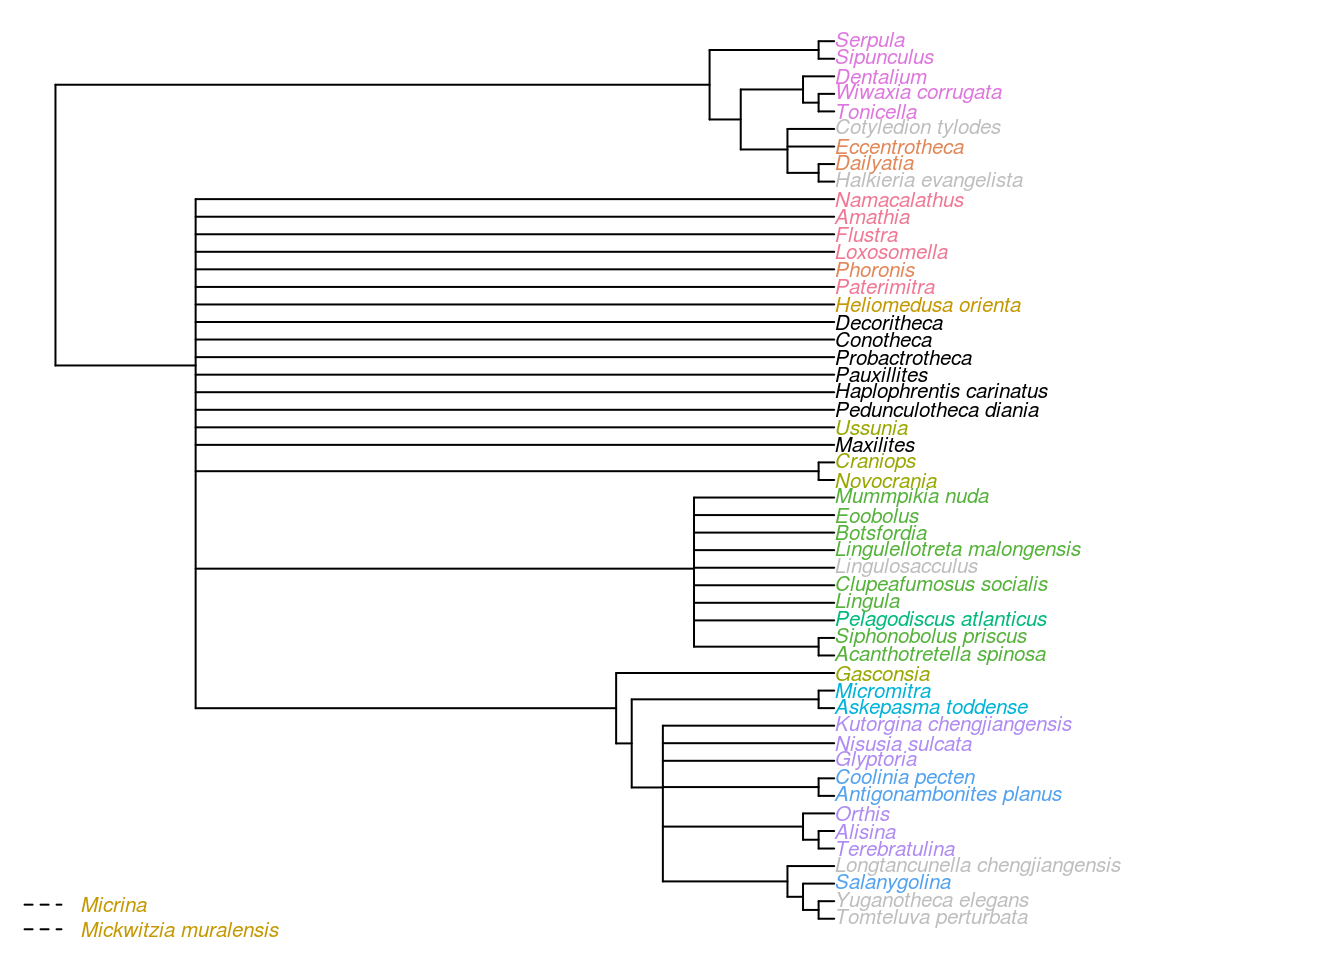 Serpula
Sipunculus
Dentalium
Wiwaxia corrugata
Tonicella
Cotyledion tylodes
Eccentrotheca
Dailyatia
Halkieria evangelista
Namacalathus
Amathia
Flustra
Loxosomella
Phoronis
Paterimitra
Heliomedusa orienta
Decoritheca
Conotheca
Probactrotheca
Pauxillites
Haplophrentis carinatus
Pedunculotheca diania
Ussunia
Maxilites
Craniops
Novocrania
Mummpikia nuda
Eoobolus
Botsfordia
Lingulellotreta malongensis
Lingulosacculus
Clupeafumosus socialis
Lingula
Pelagodiscus atlanticus
Siphonobolus priscus
Acanthotretella spinosa
Gasconsia
Micromitra
Askepasma toddense
Kutorgina chengjiangensis
Nisusia sulcata
Glyptoria
Coolinia pecten
Antigonambonites planus
Orthis
Alisina
Terebratulina
Longtancunella chengjiangensis
Salanygolina
Yuganotheca elegans
Tomteluva perturbata
Micrina
Mickwitzia muralensis